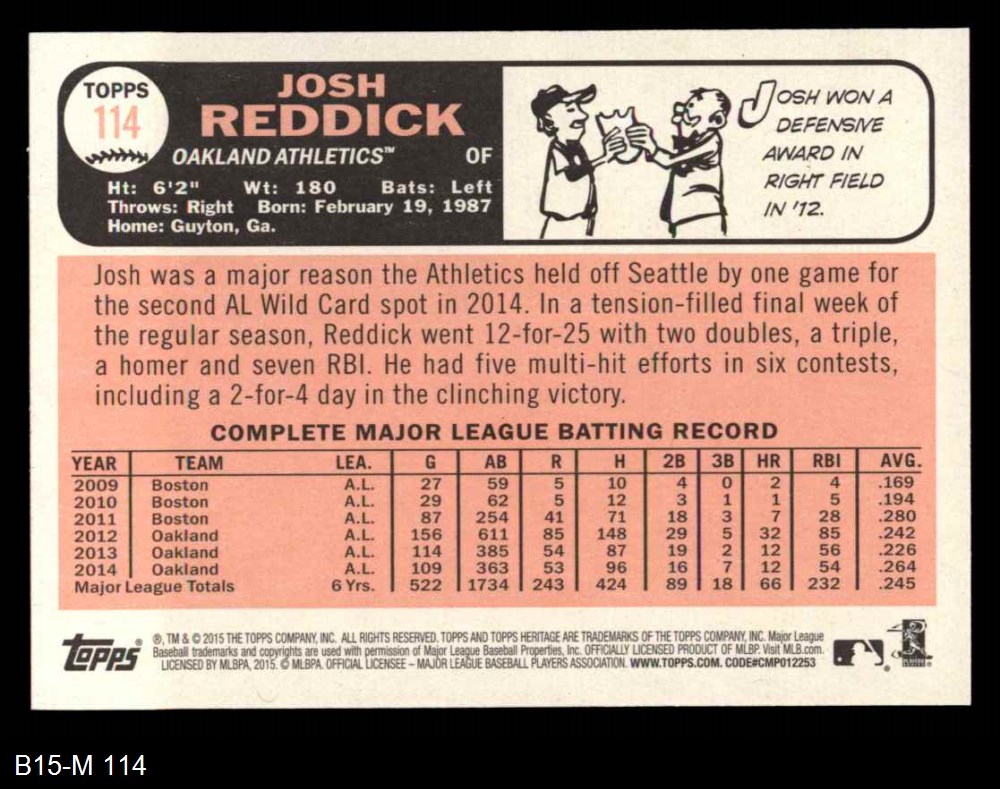 TOPPS
114
JOSH
REDDICK
OAKLAND ATHLETICS™ OF
Ht: 6'2" Wt: 180 Bats: Left
Throws: Right Born: February 19, 1987
Home: Guyton, Ga.
JOSH WON A
DEFENSIVE
AWARD IN
RIGHT FIELD
IN '12.
Josh was a major reason the Athletics held off Seattle by one game for
the second AL Wild Card spot in 2014. In a tension-filled final week of
the regular season, Reddick went 12-for-25 with two doubles, a triple,
a homer and seven RBI. He had five multi-hit efforts in six contests,
including a 2-for-4 day in the clinching victory.
COMPLETE MAJOR LEAGUE BATTING RECORD
YEAR TEAM LEA. G AB R H 2B 3B HR RBI AVG.
2009 Boston A.L. 27 59 5 10 4 0 2 4 .169
2010 Boston A.L. 29 62 5 12 3 1 1 5 .194
2011 Boston A.L. 87 254 41 71 18 3 7 28 .280
2012 Oakland A.L. 156 611 85 148 29 5 32 85 .242
2013 Oakland A.L. 114 385 54 87 19 2 12 56 .226
2014 Oakland A.L. 109 363 53 96 16 7 12 54 .264
Major League Totals 6 Yrs. 522 1734 243 424 89 18 66 232 .245
topps®
®, TM & © 2015 THE TOPPS COMPANY, INC. ALL RIGHTS RESERVED. TOPPS AND TOPPS HERITAGE ARE TRADEMARKS OF THE TOPPS COMPANY, INC. Major League
Baseball trademarks and copyrights are used with permission of Major League Baseball Properties, Inc. OFFICIALLY LICENSED PRODUCT OF MLBP. Visit MLB.com.
LICENSED BY MLBPA, 2015. © MLBPA. OFFICIAL LICENSEE – MAJOR LEAGUE BASEBALL PLAYERS ASSOCIATION. WWW.TOPPS.COM. CODE#CMP012253
B15-M 114